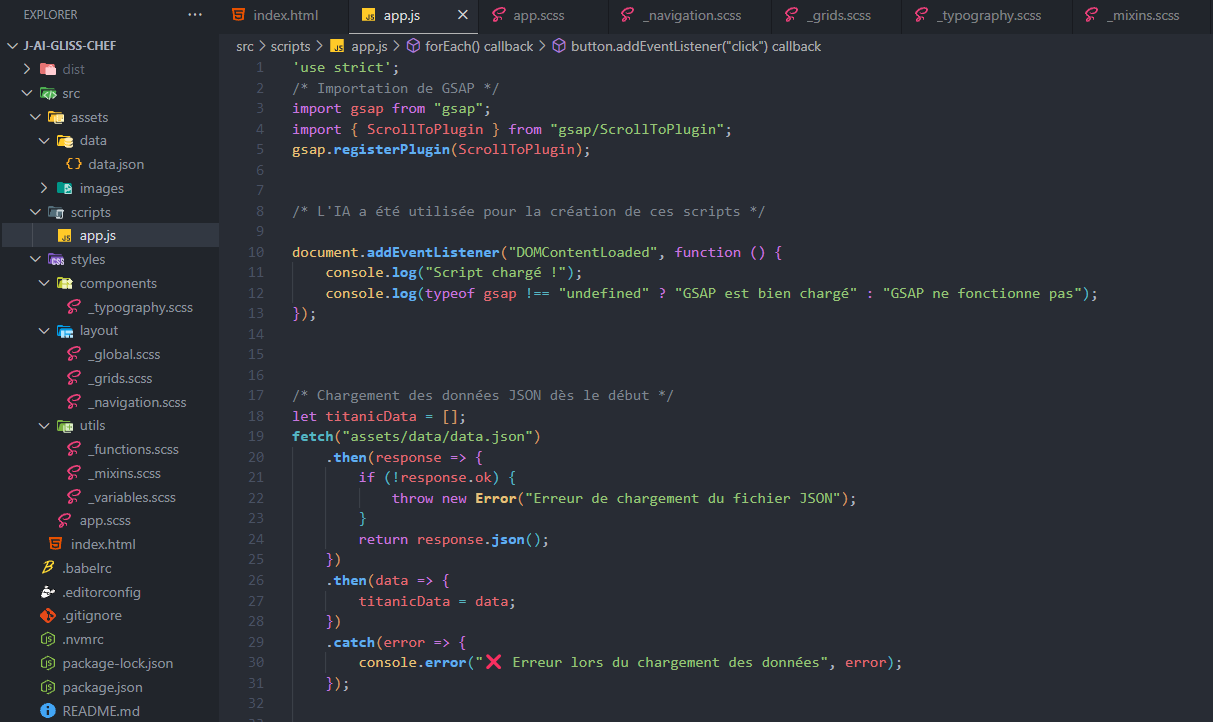 EXPLORER
J-AI-GLISS-CHEF
dist
src
assets
data
data.json
images
scripts
app.js
styles
components
_typography.scss
layout
_global.scss
_grids.scss
_navigation.scss
utils
_functions.scss
_mixins.scss
_variables.scss
app.scss
index.html
.babelrc
.editorconfig
.gitignore
.nvmrc
package-lock.json
package.json
README.md
index.html app.js app.scss _navigation.scss _grids.scss _typography.scss _mixins.scss
src > scripts > app.js > forEach() callback > button.addEventListener("click") callback
1 'use strict';
2 /* Importation de GSAP */
3 import gsap from "gsap";
4 import { ScrollToPlugin } from "gsap/ScrollToPlugin";
5 gsap.registerPlugin(ScrollToPlugin);
6
7
8 /* L'IA a été utilisée pour la création de ces scripts */
9
10 document.addEventListener("DOMContentLoaded", function () {
11     console.log("Script chargé !");
12     console.log(typeof gsap !== "undefined" ? "GSAP est bien chargé" : "GSAP ne fonctionne pas");
13 });
14
15
16
17 /* Chargement des données JSON dès le début */
18 let titanicData = [];
19 fetch("assets/data/data.json")
20     .then(response => {
21         if (!response.ok) {
22             throw new Error("Erreur de chargement du fichier JSON");
23         }
24         return response.json();
25     })
26     .then(data => {
27         titanicData = data;
28     })
29     .catch(error => {
30         console.error("❌ Erreur lors du chargement des données", error);
31     });
32